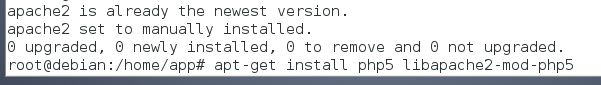 apache2 is already the newest version.
apache2 set to manually installed.
0 upgraded, 0 newly installed, 0 to remove and 0 not upgraded.
root@debian:/home/app# apt-get install php5 libapache2-mod-php5